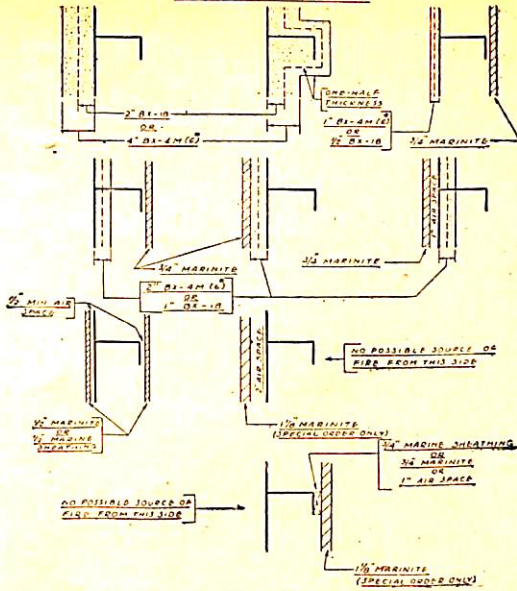 ONE-HALF
THICKNESS
2" BX-1B
OR
4" BX-4M (6#)
1" BX-4M (6#)
OR
1/2" BX-1B
3/4" MARINITE
3/4" MARINITE
3/4" MARINITE
2" BX-4M (6#)
OR
1" BX-1B
1" AIR SPACE
1/2" MIN AIR
SPACE
1" AIR SPACE
NO POSSIBLE SOURCE OF
FIRE FROM THIS SIDE
1/2" MARINITE
OR
1/2" MARINE
SHEATHING
1 1/8" MARINITE
(SPECIAL ORDER ONLY)
3/4" MARINE SHEATHING
OR
3/4" MARINITE
OR
1" AIR SPACE
NO POSSIBLE SOURCE OF
FIRE FROM THIS SIDE
1 1/8" MARINITE
(SPECIAL ORDER ONLY)